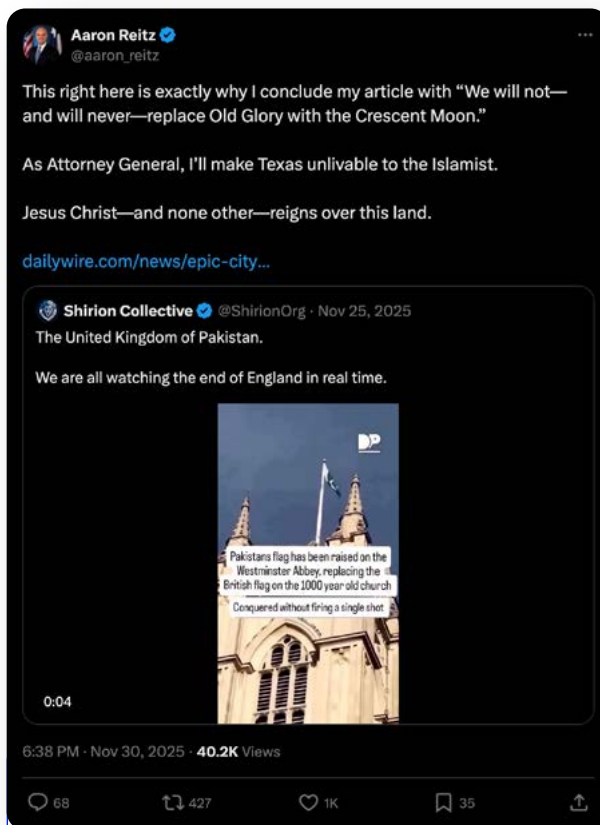 Aaron Reitz
@aaron_reitz
This right here is exactly why I conclude my article with “We will not—
and will never—replace Old Glory with the Crescent Moon.”
As Attorney General, I’ll make Texas unlivable to the Islamist.
Jesus Christ—and none other—reigns over this land.
dailywire.com/news/epic-city...
Shirion Collective @ShirionOrg · Nov 25, 2025
The United Kingdom of Pakistan.
We are all watching the end of England in real time.
DP
Pakistans flag has been raised on the
Westminster Abbey, replacing the
British flag on the 1000 year old church
Conquered without firing a single shot
0:04
6:38 PM · Nov 30, 2025 · 40.2K Views
68 427 1K 35